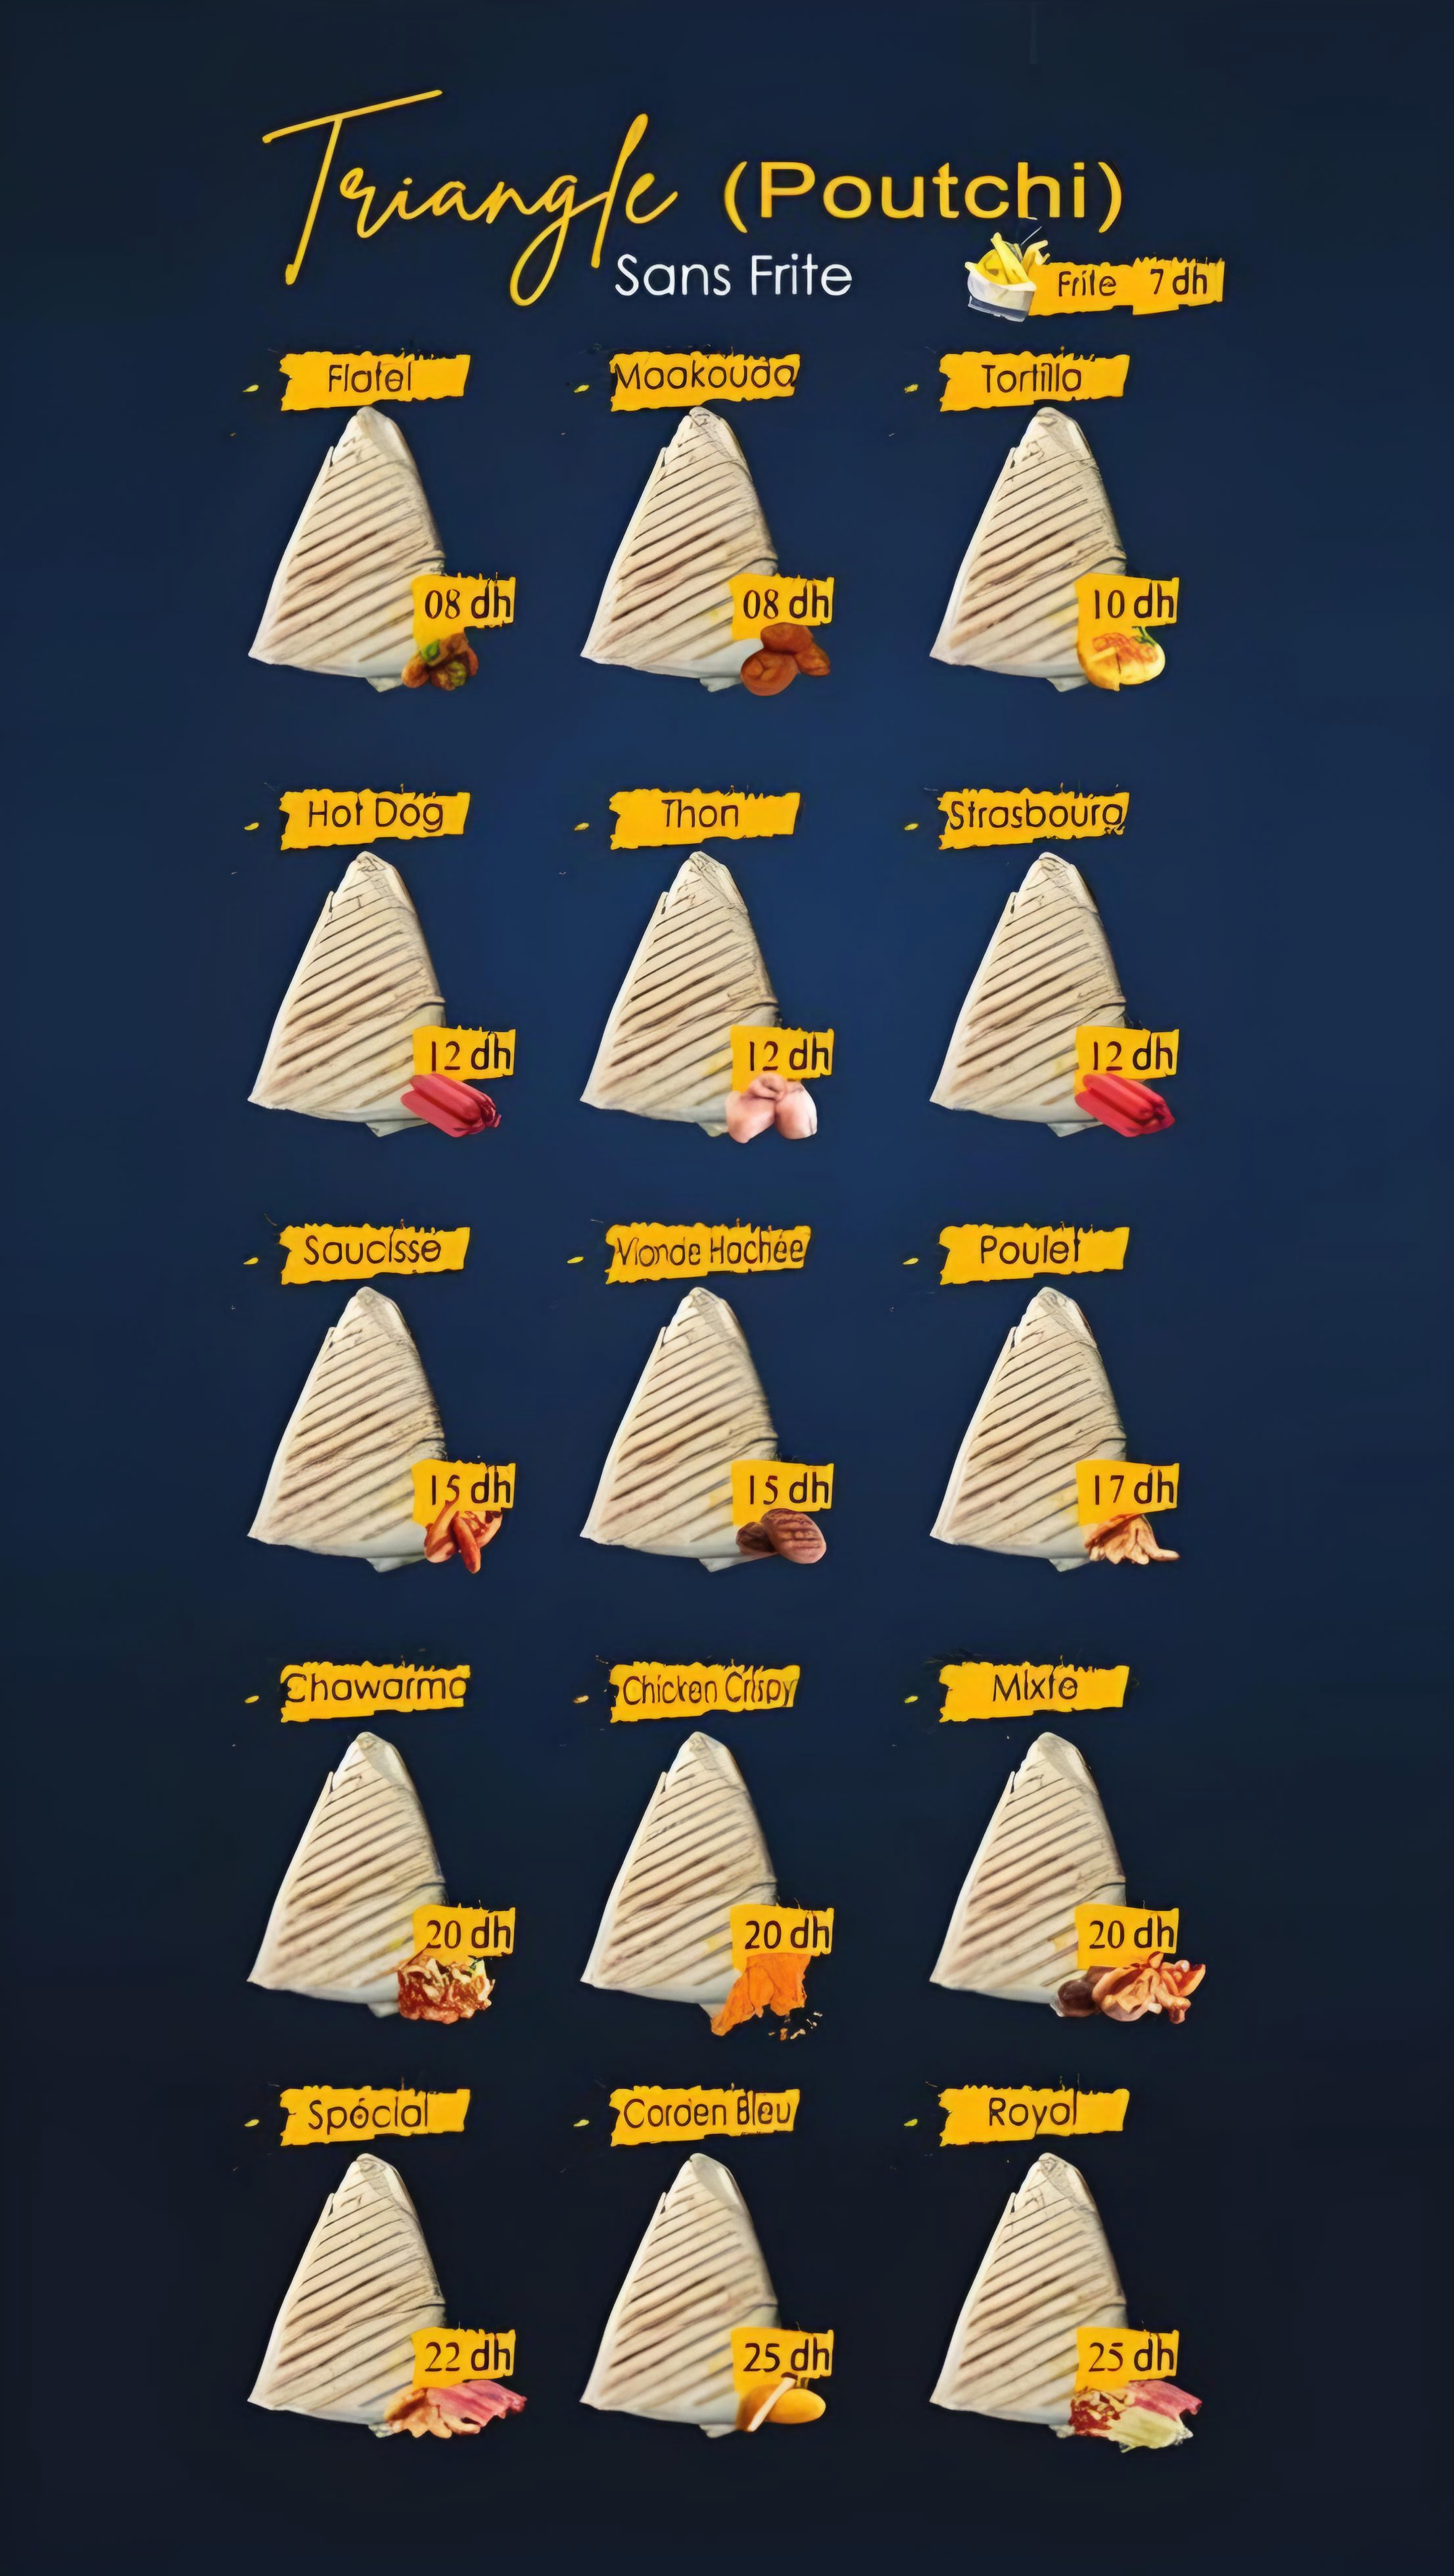 Triangle (Poutchi)
Sans Frite
Frite 7 dh
Flafel
Maakouda
Tortilla
08 dh
08 dh
10 dh
Hot Dog
Thon
Strasbourg
12 dh
12 dh
12 dh
Saucisse
Viande Hachée
Poulet
15 dh
15 dh
17 dh
Chawarma
Chicken Crispy
Mixte
20 dh
20 dh
20 dh
Spécial
Corden Bleu
Royal
22 dh
25 dh
25 dh